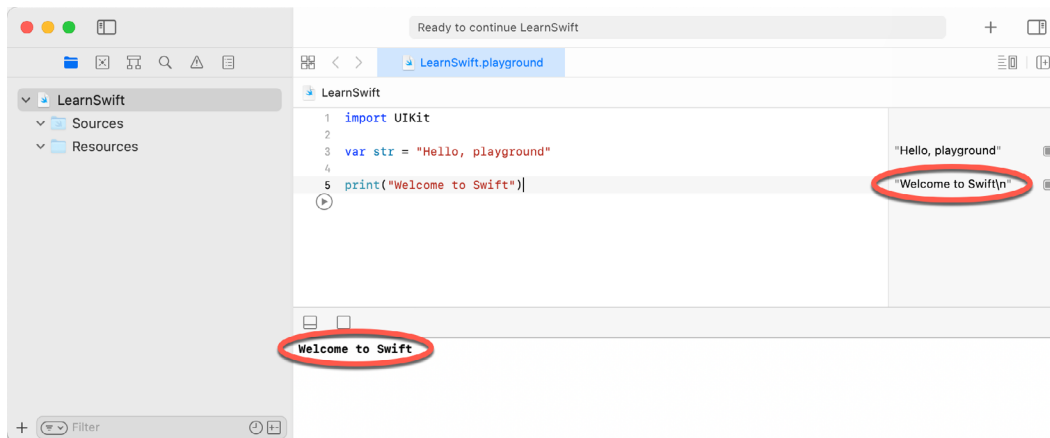 Ready to continue LearnSwift
LearnSwift.playground
LearnSwift
Sources
Resources
LearnSwift
1 import UIKit
2
3 var str = "Hello, playground"
4
5 print("Welcome to Swift")
"Hello, playground"
"Welcome to Swift\n"
Welcome to Swift
Filter